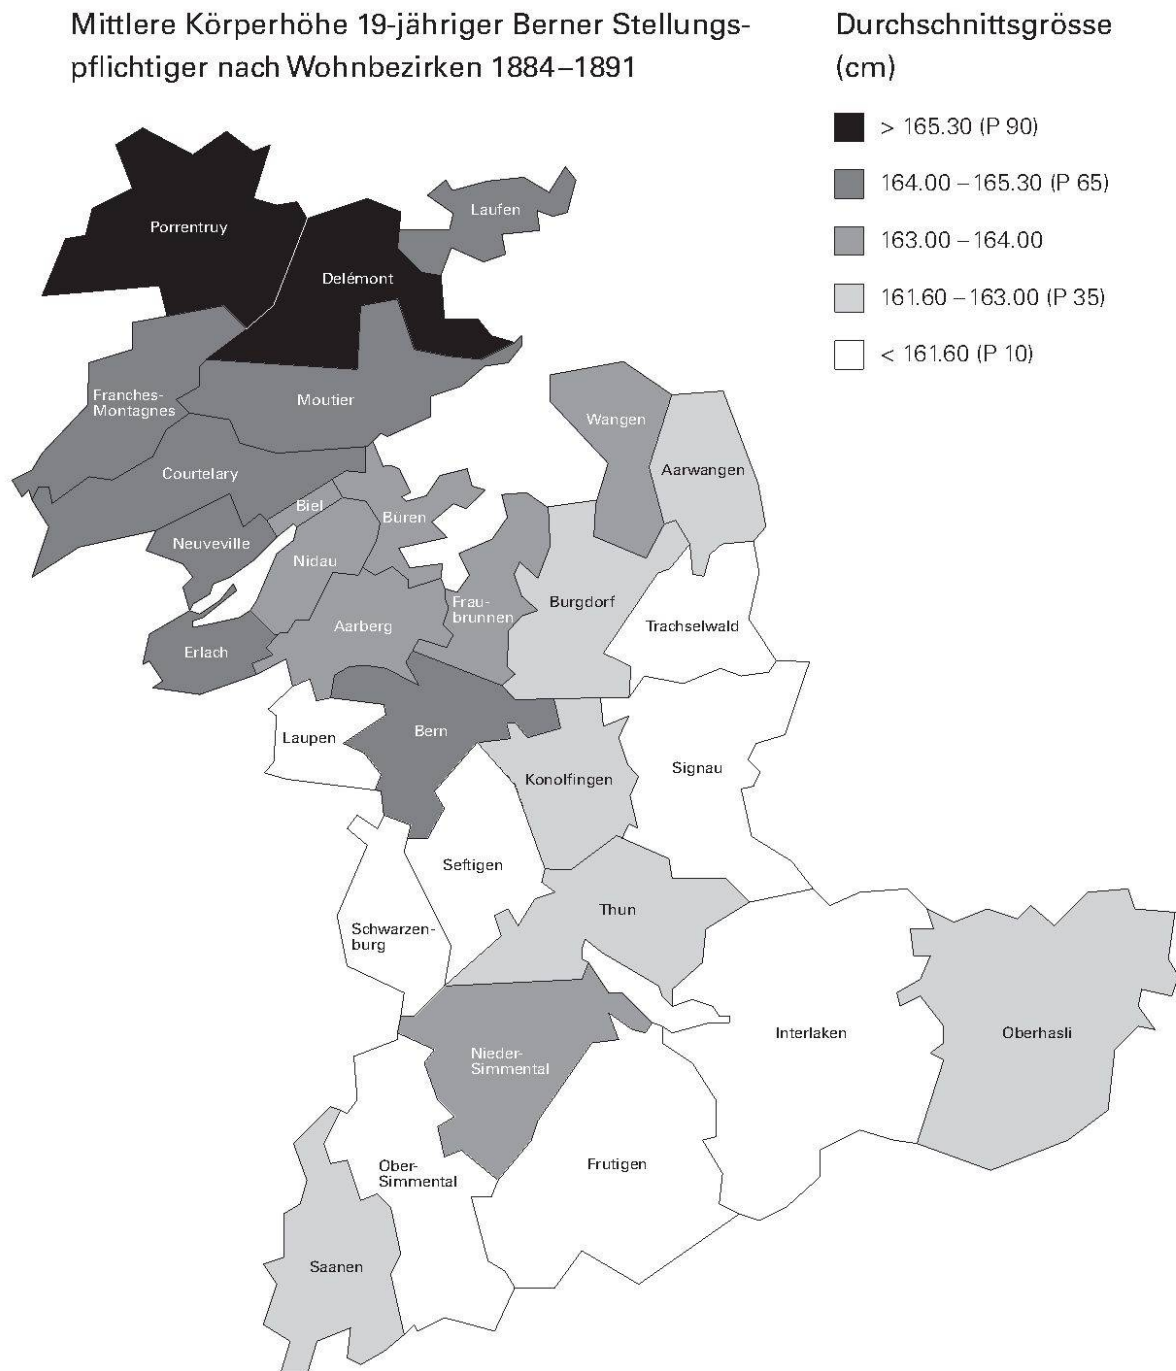 Mittlere Körperhöhe 19-jähriger Berner Stellungs-
pflichtiger nach Wohnbezirken 1884–1891
Durchschnittsgrösse
(cm)
> 165.30 (P 90)
164.00 – 165.30 (P 65)
163.00 – 164.00
161.60 – 163.00 (P 35)
< 161.60 (P 10)
Porrentruy
Laufen
Delémont
Franches-
Montagnes
Moutier
Wangen
Aarwangen
Courtelary
Biel
Büren
Neuveville
Nidau
Frau-
brunnen
Burgdorf
Trachselwald
Aarberg
Erlach
Laupen
Bern
Konolfingen
Signau
Seftigen
Thun
Schwarzen-
burg
Interlaken
Oberhasli
Nieder-
Simmental
Ober-
Simmental
Frutigen
Saanen